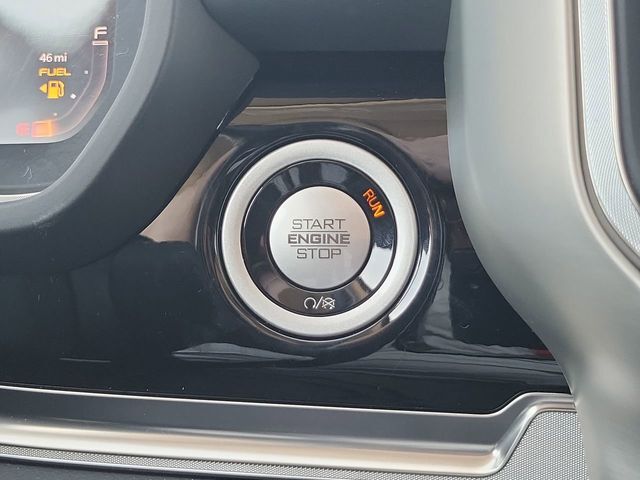 F
46 mi
FUEL
E
RUN
START
ENGINE
STOP